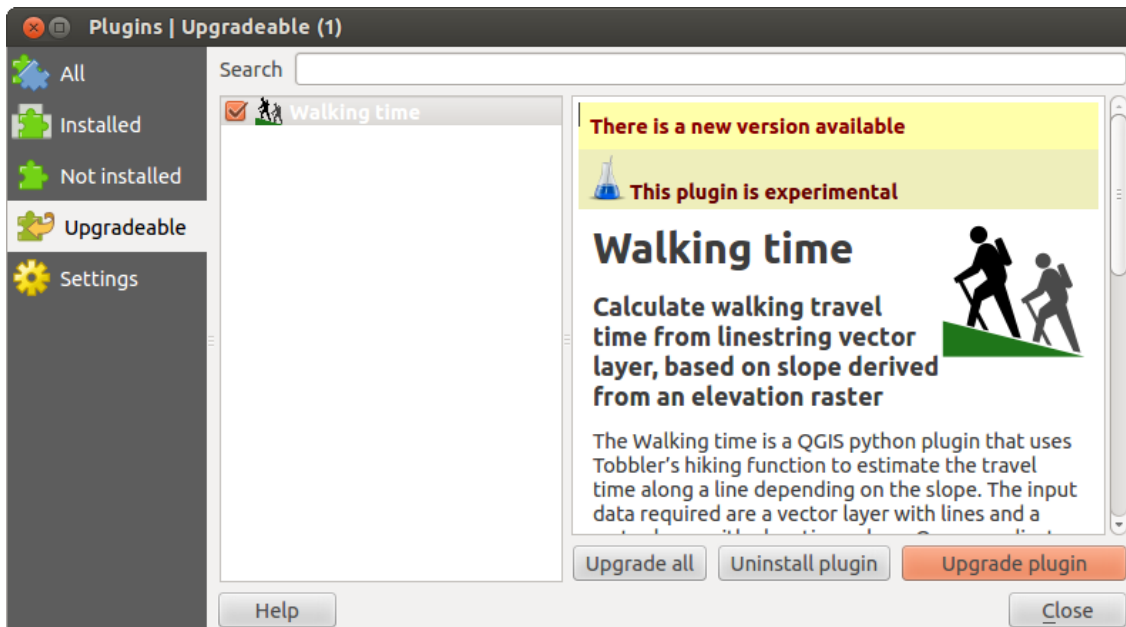 Plugins | Upgradeable (1)
All
Installed
Not installed
Upgradeable
Settings
Search
Walking time
There is a new version available
This plugin is experimental
Walking time
Calculate walking travel
time from linestring vector
layer, based on slope derived
from an elevation raster
The Walking time is a QGIS python plugin that uses
Tobbler's hiking function to estimate the travel
time along a line depending on the slope. The input
data required are a vector layer with lines and a
Upgrade all
Uninstall plugin
Upgrade plugin
Help
Close